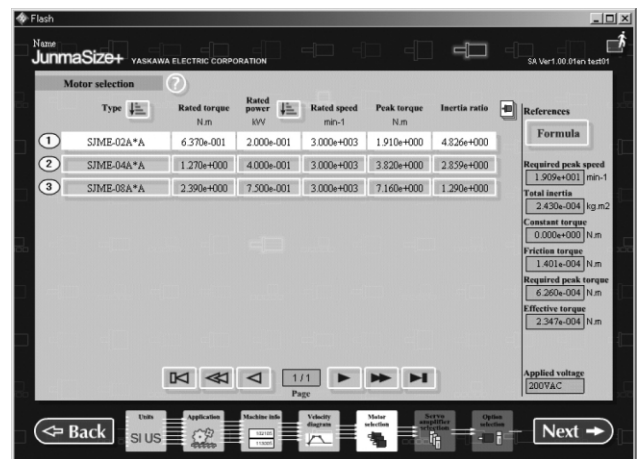 Flash
Name
JunmaSize+ YASKAWA ELECTRIC CORPORATION
SA Ver1.00.01en test01
Motor selection ?
Type Rated torque Rated power Rated speed Peak torque Inertia ratio
N.m kW min-1 N.m
1 SJME-02A*A 6.370e-001 2.000e-001 3.000e+003 1.910e+000 4.826e+000
2 SJME-04A*A 1.270e+000 4.000e-001 3.000e+003 3.820e+000 2.859e+000
3 SJME-08A*A 2.390e+000 7.500e-001 3.000e+003 7.160e+000 1.290e+000
References
Formula
Required peak speed
1.909e+001 min-1
Total inertia
2.430e-004 kg.m2
Constant torque
0.000e+000 N.m
Friction torque
1.401e-004 N.m
Required peak torque
6.260e-004 N.m
Effective torque
2.347e-004 N.m
Applied voltage
200VAC
1/1
Page
Back
Units
SI US
Application
Machine info
Velocity diagram
Motor selection
Servo amplifier selection
Option selection
Next